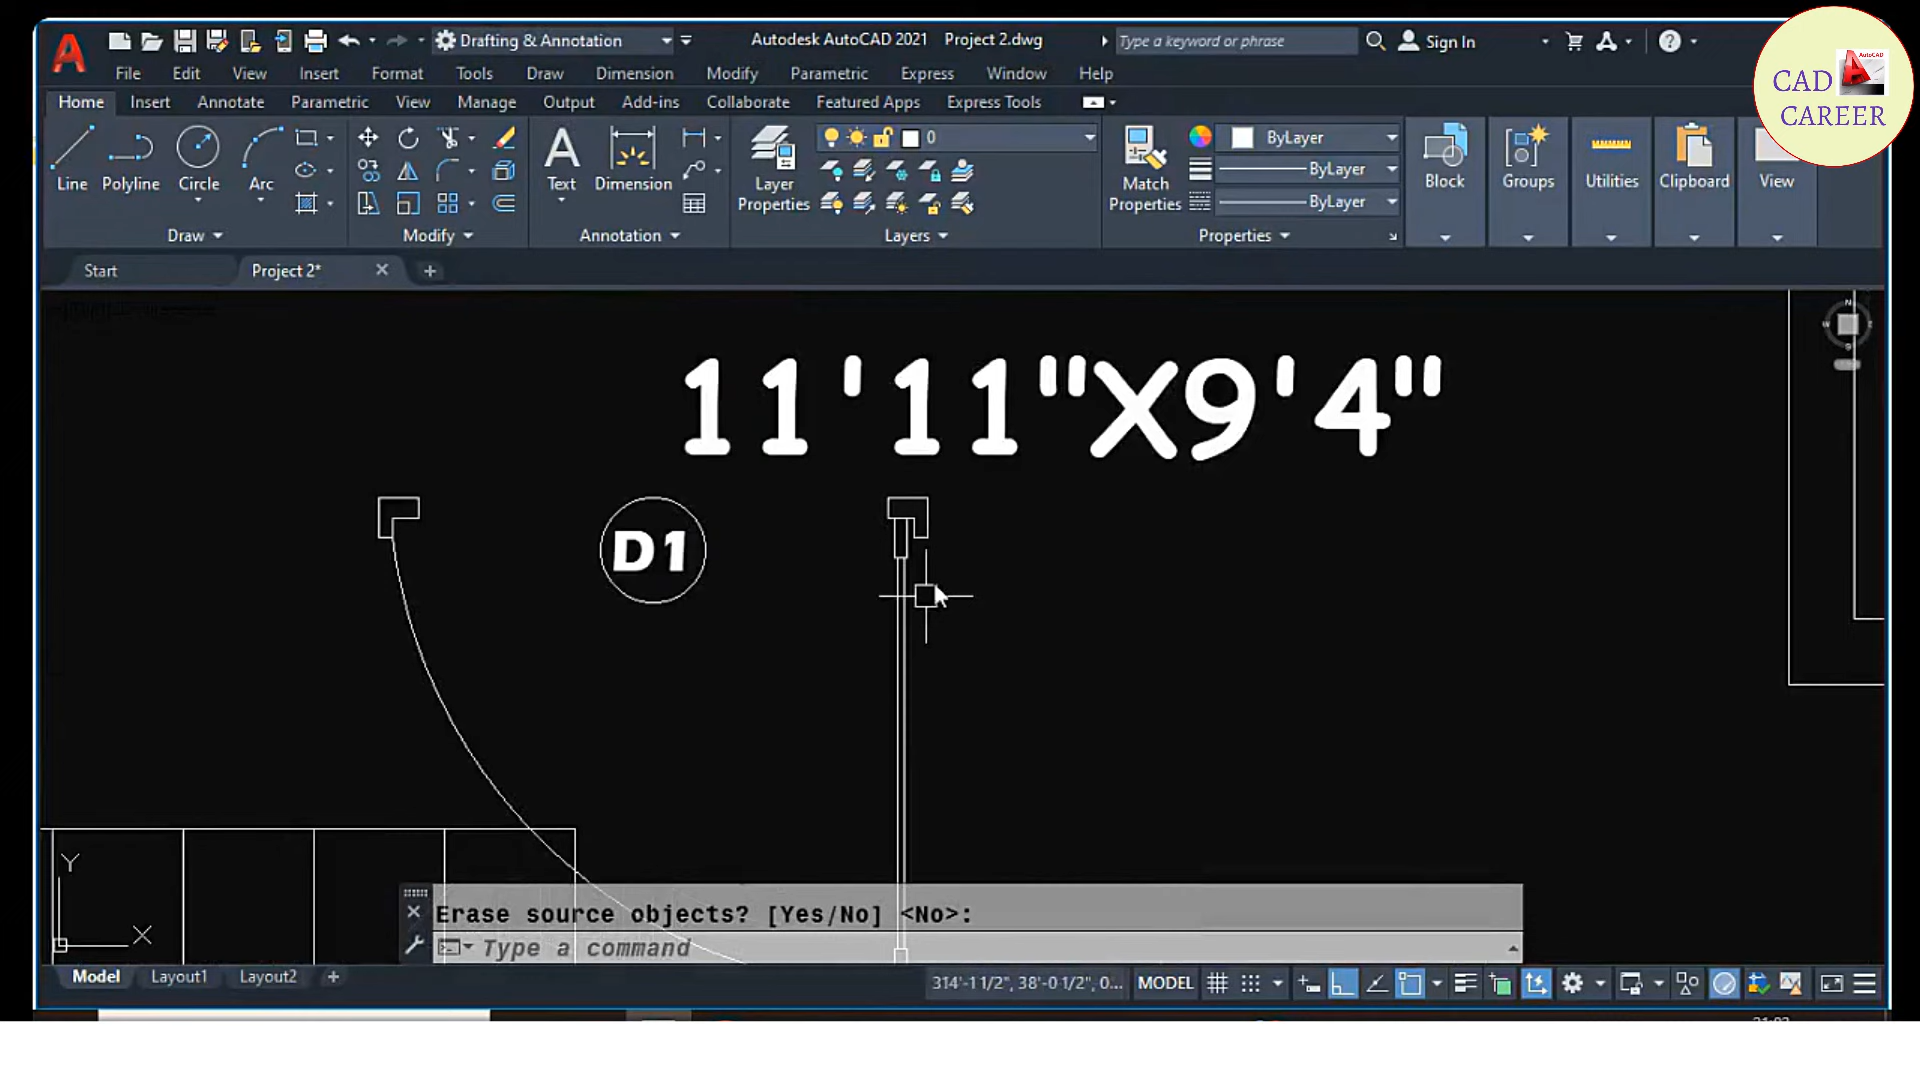 Drafting & Annotation
Autodesk AutoCAD 2021 Project 2.dwg
Type a keyword or phrase
Sign In
AutoCAD
CAD
CAREER
File Edit View Insert Format Tools Draw Dimension Modify Parametric Express Window Help
Home Insert Annotate Parametric View Manage Output Add-ins Collaborate Featured Apps Express Tools
0
ByLayer
ByLayer
ByLayer
Line Polyline Circle Arc
Text Dimension
Layer
Properties
Match
Properties
Block Groups Utilities Clipboard View
Draw Modify Annotation Layers Properties
Start Project 2*
N
W
S
11'11"X9'4"
D1
Y
X
Erase source objects? [Yes/No] <No>:
Type a command
Model Layout1 Layout2
314'-1 1/2", 38'-0 1/2", 0... MODEL